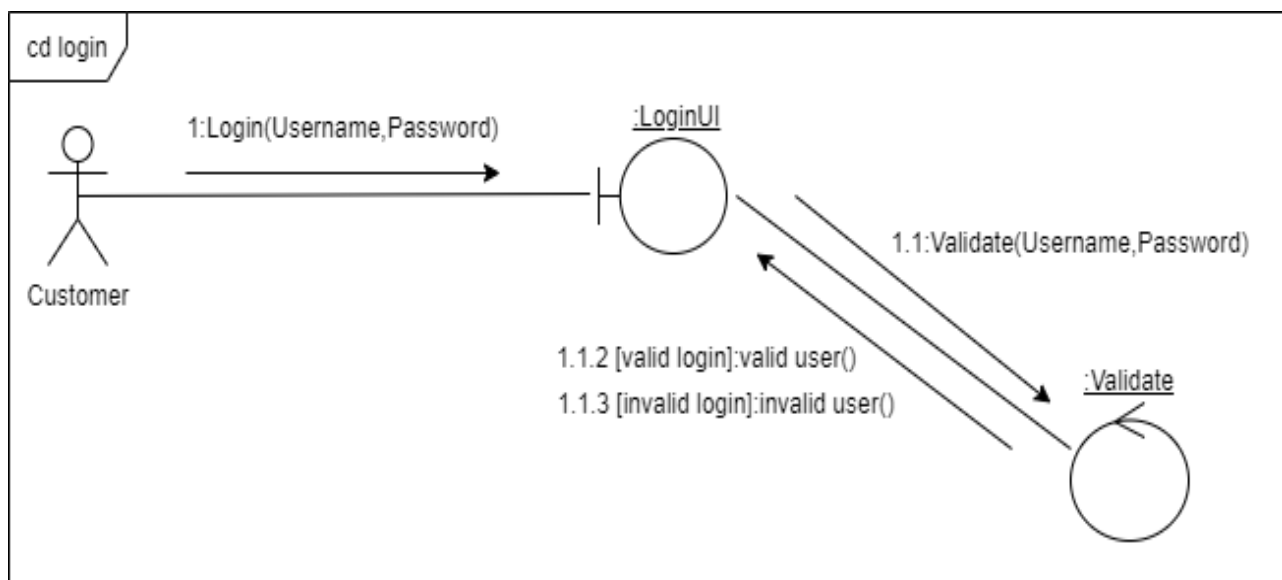 cd login
1:Login(Username,Password)
:LoginUI
Customer
1.1:Validate(Username,Password)
1.1.2 [valid login]:valid user()
1.1.3 [invalid login]:invalid user()
:Validate